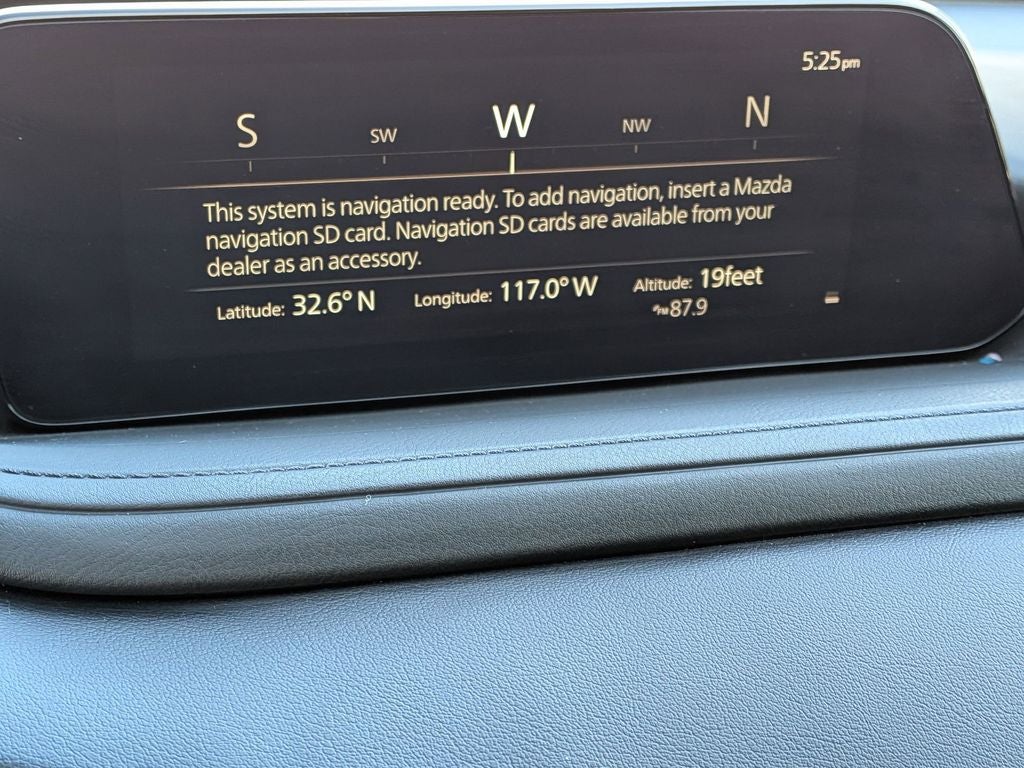 5:25pm
S SW W NW N
This system is navigation ready. To add navigation, insert a Mazda
navigation SD card. Navigation SD cards are available from your
dealer as an accessory.
Latitude: 32.6° N Longitude: 117.0° W Altitude: 19feet
FM 87.9